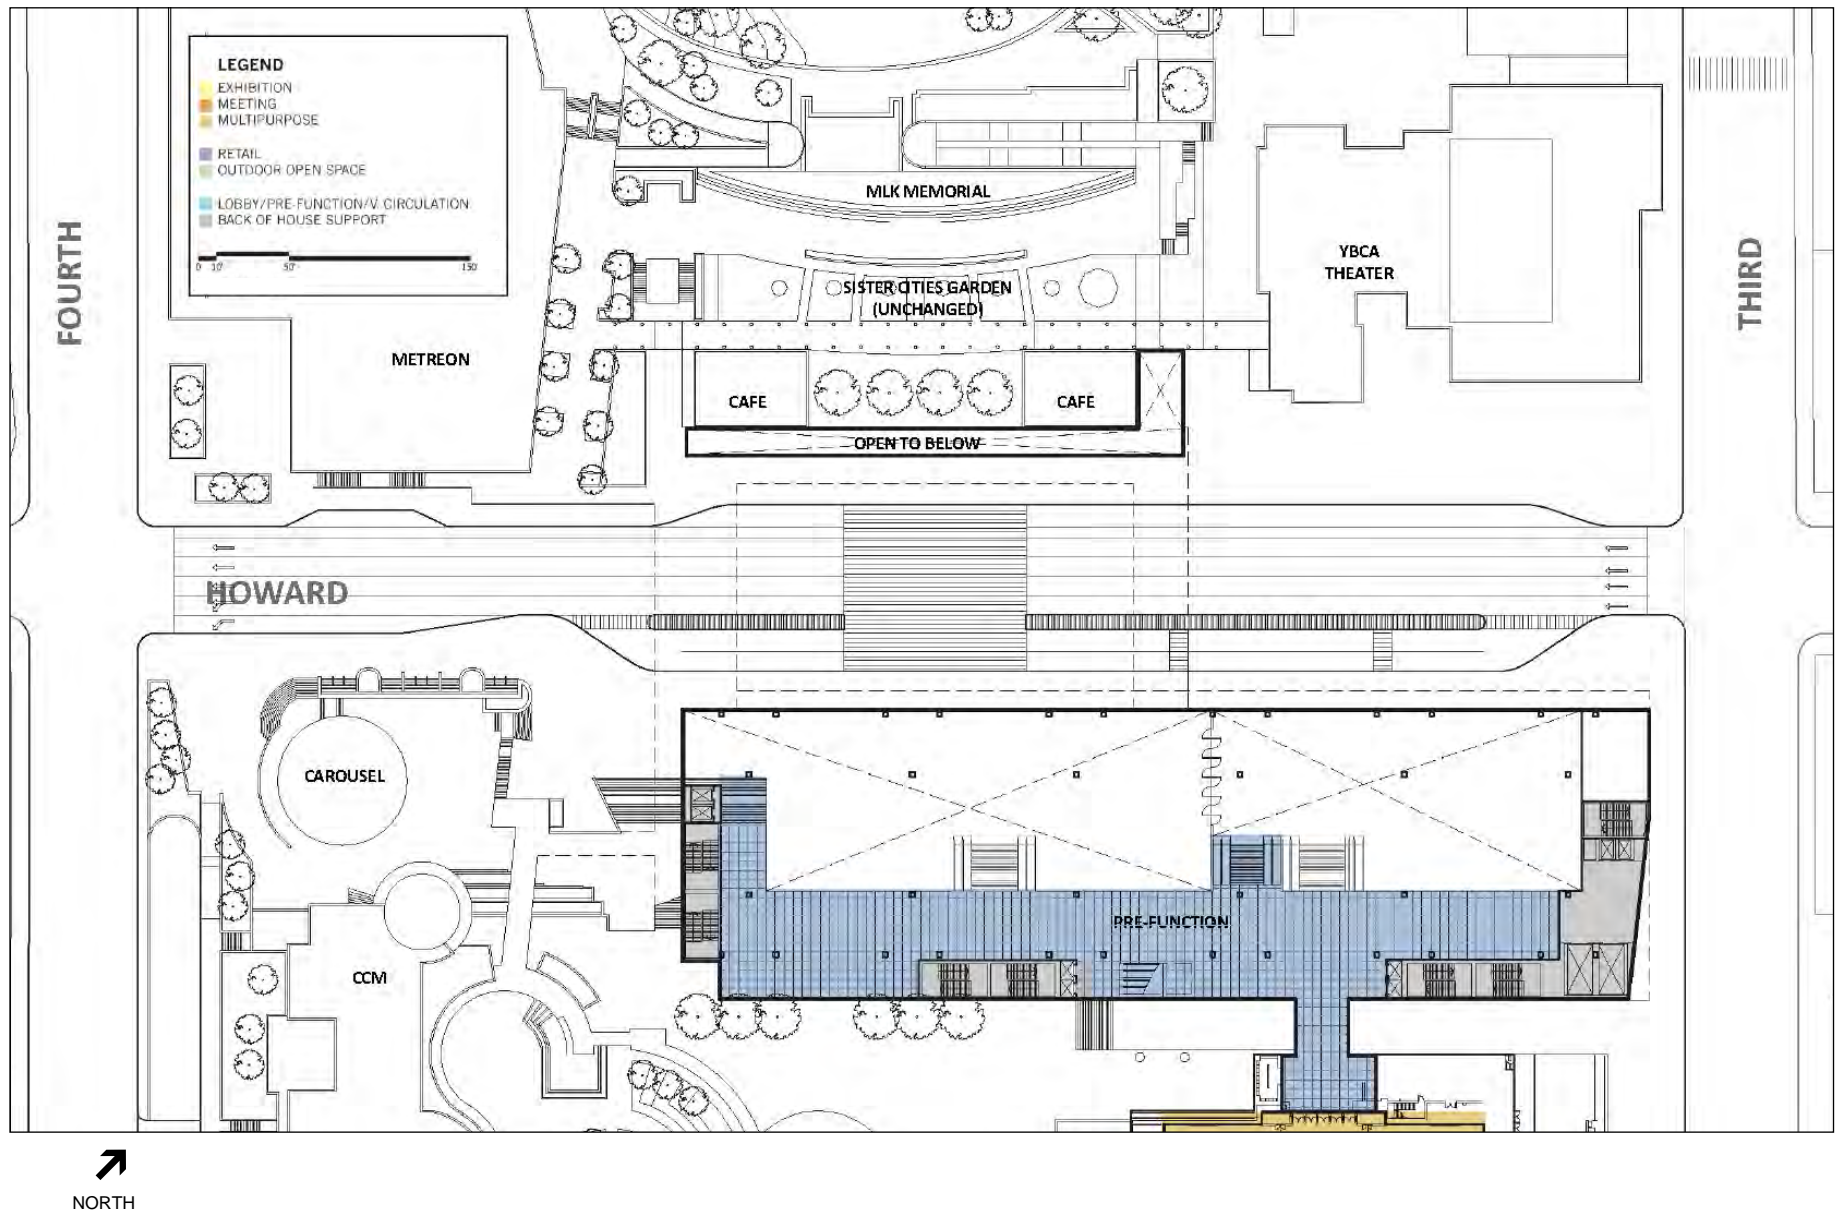 LEGEND
EXHIBITION
MEETING
MULTIPURPOSE
RETAIL
OUTDOOR OPEN SPACE
LOBBY/PRE-FUNCTION/V. CIRCULATION
BACK OF HOUSE SUPPORT
0 10' 50' 150
MLK MEMORIAL
YBCA
THEATER
FOURTH
THIRD
SISTER CITIES GARDEN
(UNCHANGED)
METREON
CAFE
CAFE
OPEN TO BELOW
HOWARD
CAROUSEL
PRE-FUNCTION
CCM
NORTH